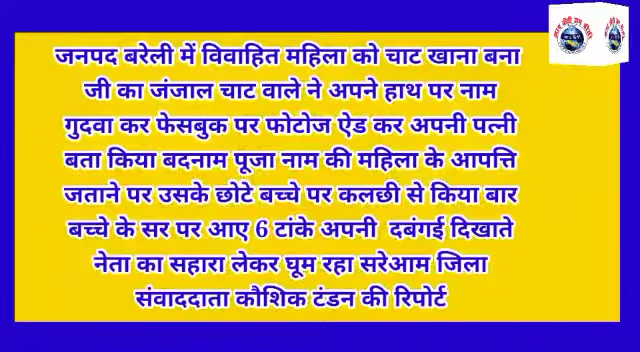 जनपद बरेली में विवाहित महिला को चाट खाना बना
जी का जंजाल चाट वाले ने अपने हाथ पर नाम
गुदवा कर फेसबुक पर फोटोज ऐड कर अपनी पत्नी
बता किया बदनाम पूजा नाम की महिला के आपत्ति
जताने पर उसके छोटे बच्चे पर कलछी से किया बार
बच्चे के सर पर आए 6 टांके अपनी दबंगई दिखाते
नेता का सहारा लेकर घूम रहा सरेआम जिला
संवाददाता कौशिक टंडन की रिपोर्ट